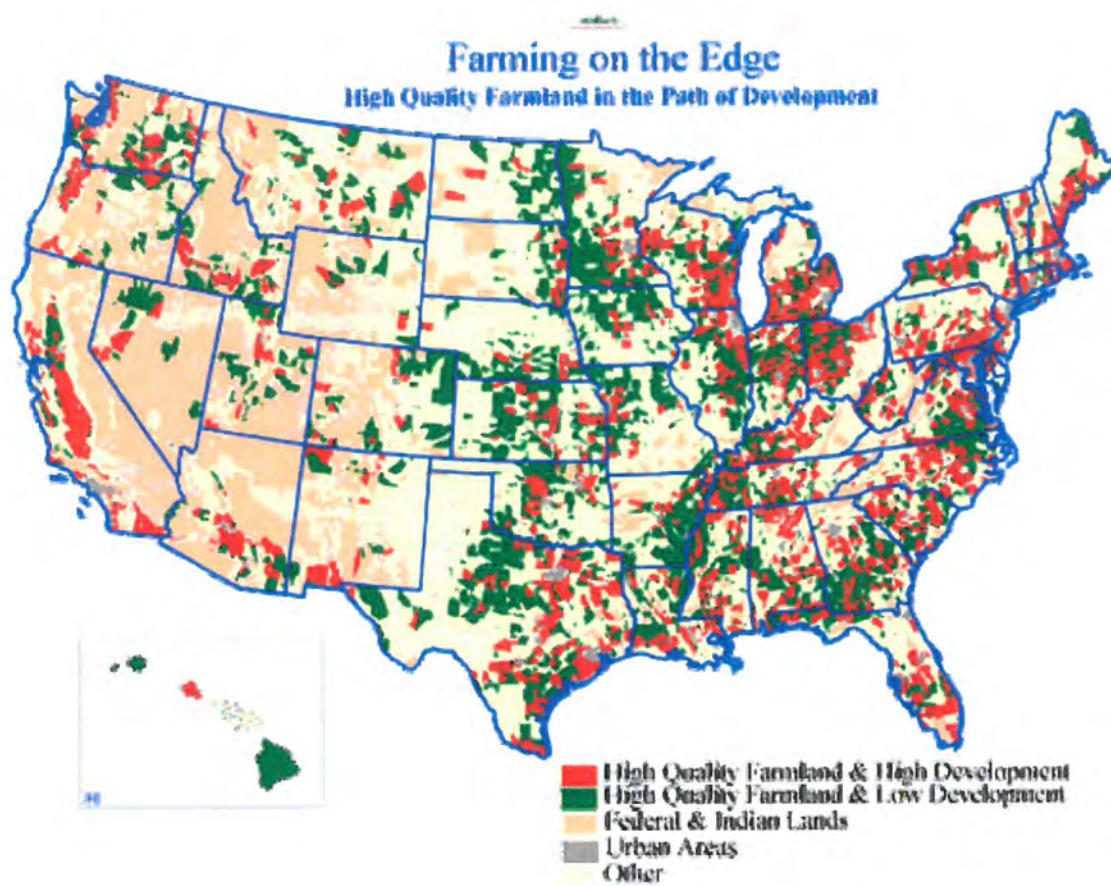 Farming on the Edge
High Quality Farmland in the Path of Development
High Quality Farmland & High Development
High Quality Farmland & Low Development
Federal & Indian Lands
Urban Areas
Other